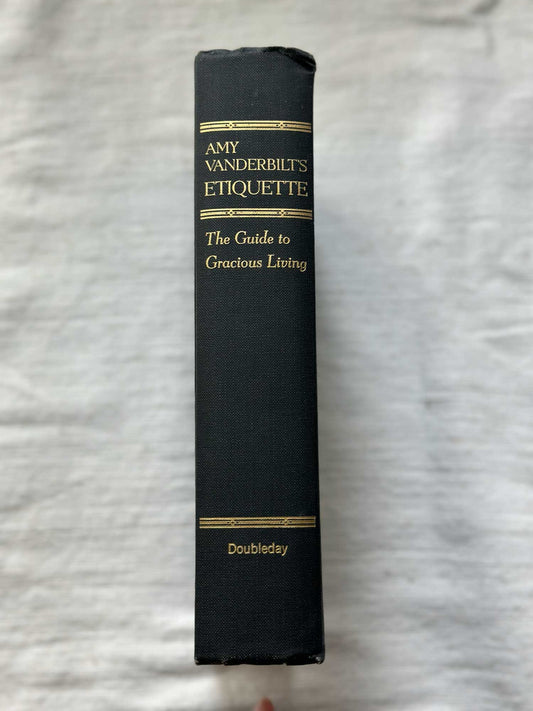 AMY
VANDERBILT'S
ETIQUETTE
The Guide to
Gracious Living
Doubleday